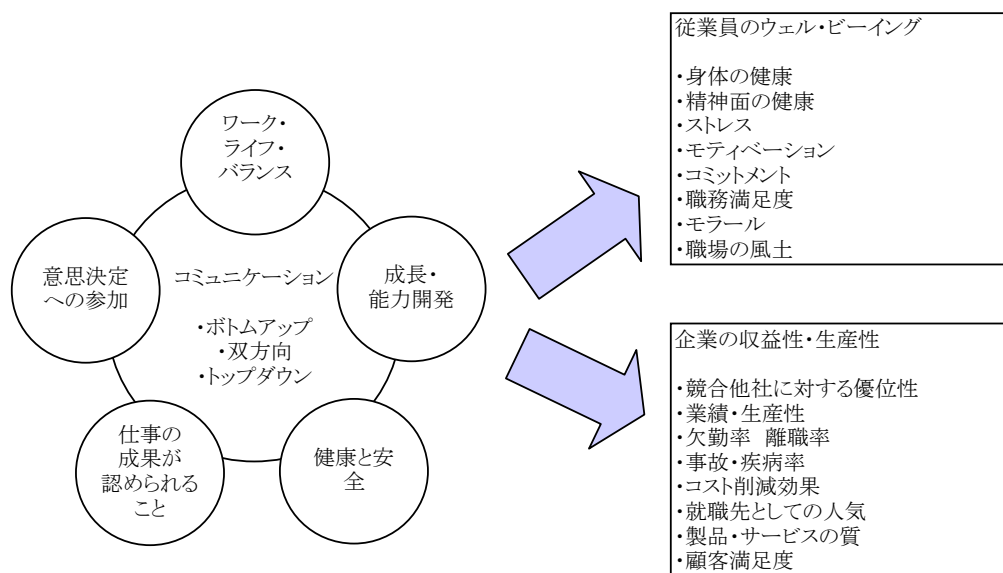 ワーク・
ライフ・
バランス
意思決定
への参加
コミュニケーション
・ボトムアップ
・双方向
・トップダウン
成長・
能力開発
仕事の
成果が
認められる
こと
健康と安
全
従業員のウェル・ビーイング
・身体の健康
・精神面の健康
・ストレス
・モティベーション
・コミットメント
・職務満足度
・モラール
・職場の風土
企業の収益性・生産性
・競合他社に対する優位性
・業績・生産性
・欠勤率 離職率
・事故・疾病率
・コスト削減効果
・就職先としての人気
・製品・サービスの質
・顧客満足度